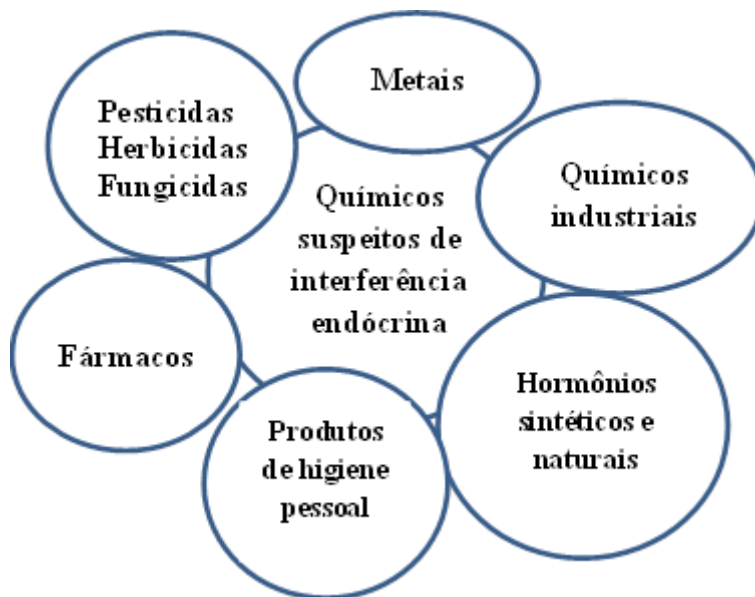 Metais
Pesticidas
Herbicidas
Fungicidas
Químicos
industriais
Químicos
suspeitos de
interferência
endócrina
Fármacos
Hormônios
sintéticos e
naturais
Produtos
de higiene
pessoal